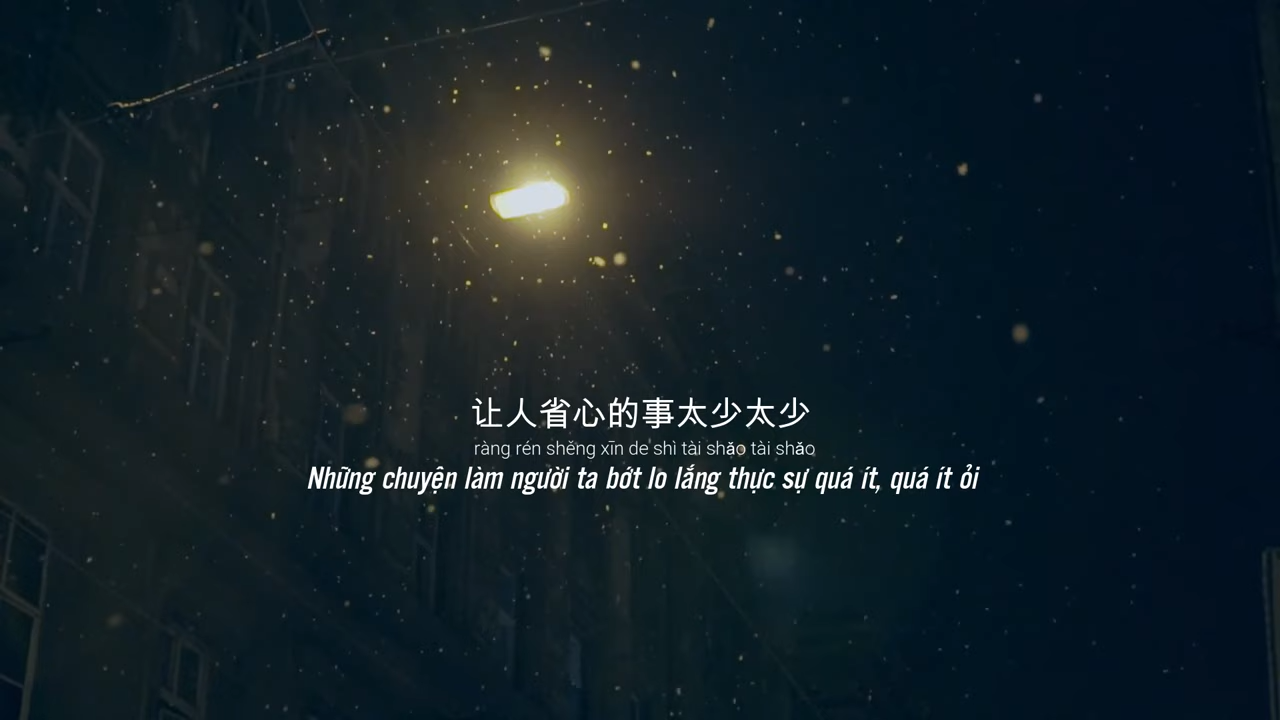 让人省心的事太少太少
ràng rén shěng xīn de shì tài shǎo tài shǎo
Những chuyện làm người ta bớt lo lắng thực sự quá ít, quá ít ỏi